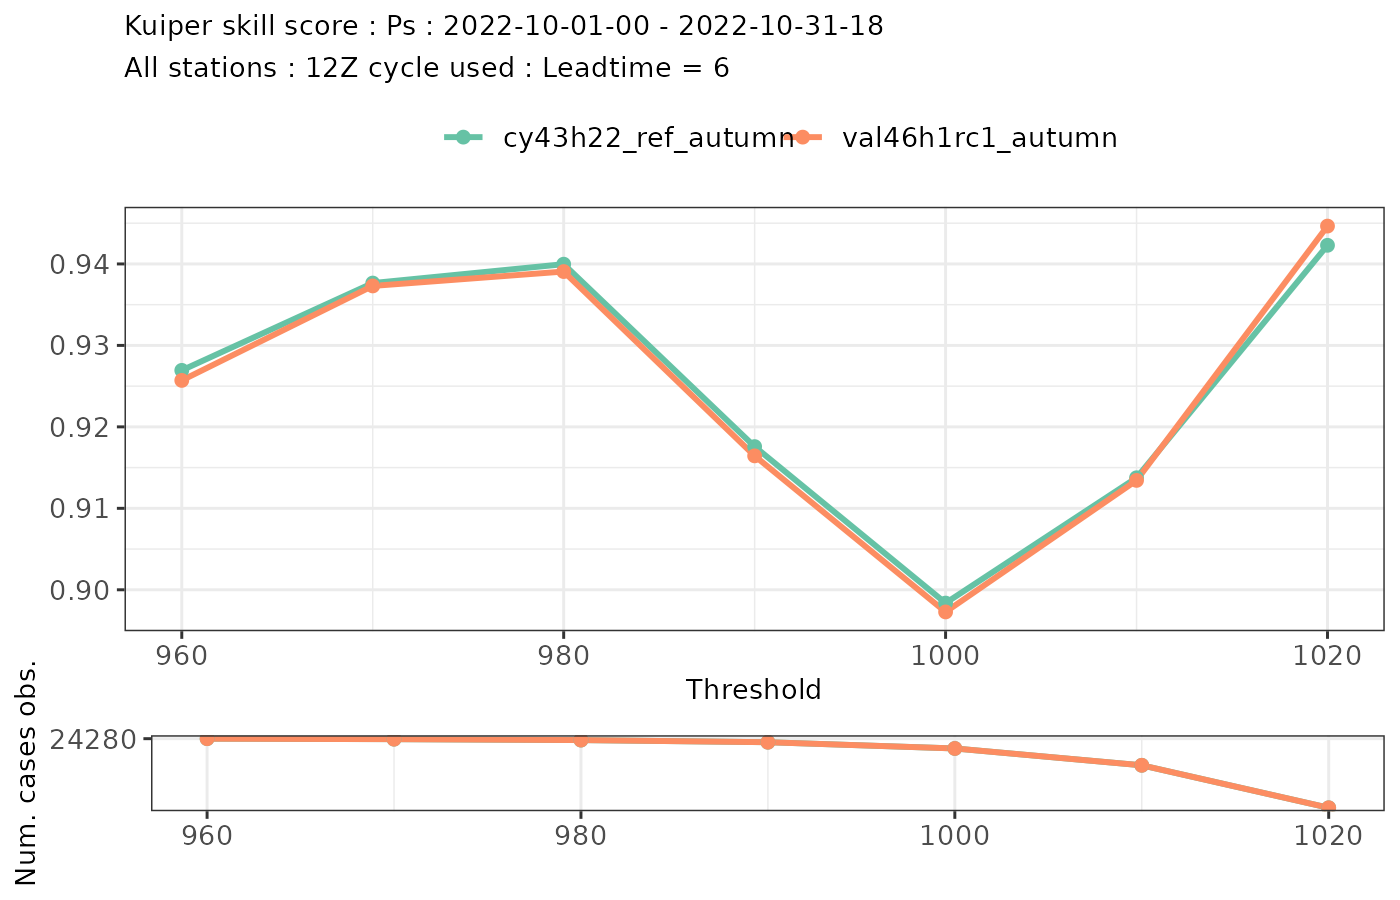 Kuiper skill score : Ps : 2022-10-01-00 - 2022-10-31-18
All stations : 12Z cycle used : Leadtime = 6
cy43h22_ref_autumn val46h1rc1_autumn
0.94
0.93
0.92
0.91
0.90
960 980 1000 1020
Threshold
Num. cases obs.
24280
960 980 1000 1020